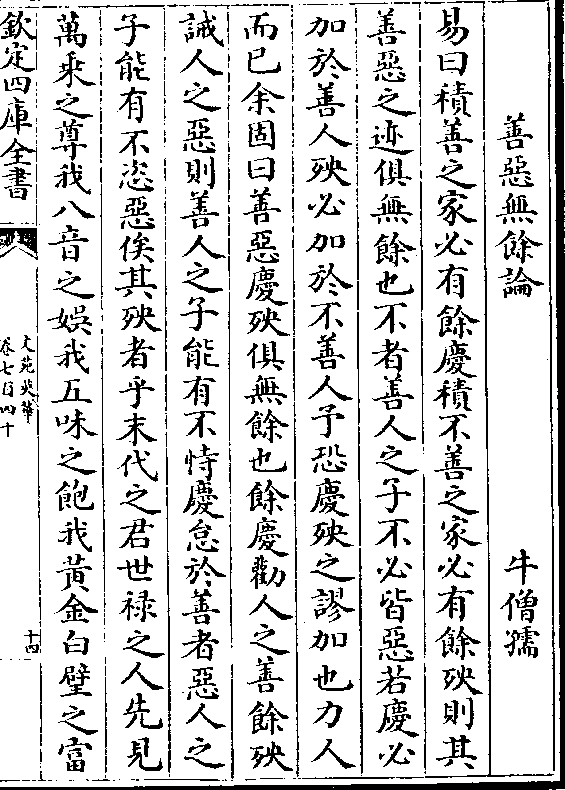 善惡無餘論　牛僧孺
易曰積善之家必有餘慶積不善之家必有餘殃則其
善惡之迹俱無餘也不者善人之子不必皆惡若慶必
加於善人殃必加於不善人予恐慶殃之謬加也力人
而已余固曰善惡慶殃俱無餘也餘慶勸人之善餘殃
誡人之惡則善人之子能有不恃慶怠於善者惡人之
子能有不恣惡俟其殃者乎末代之君世祿之人先見
萬乘之尊我八音之娛我五味之飽我黃金白璧之富
欽定四庫全書
文苑英華
卷七百四十
十四